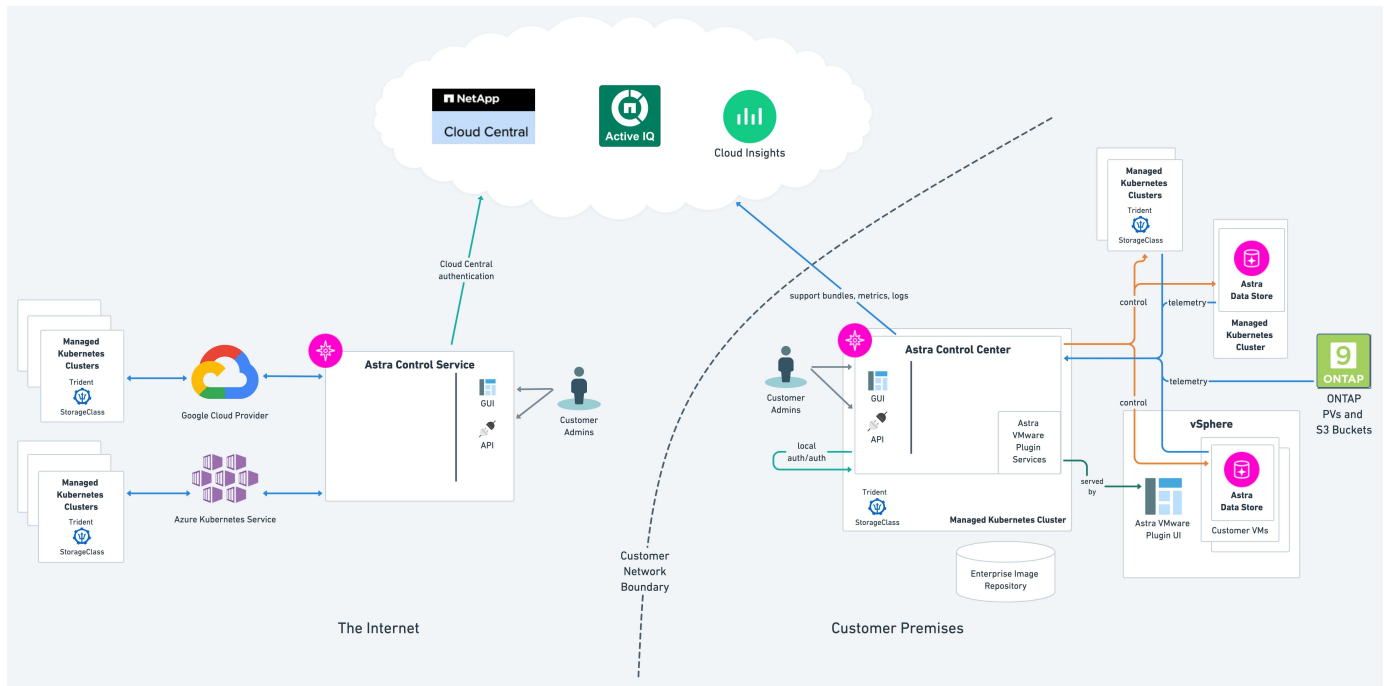 NetApp
Cloud Central
Active IQ
Cloud Insights
Cloud Central
authentication
support bundles, metrics, logs
Managed
Kubernetes
Clusters
Trident
StorageClass
Google Cloud Provider
Managed
Kubernetes
Clusters
Trident
StorageClass
Azure Kubernetes Service
Astra Control Service
GUI
API
Customer
Admins
The Internet
Customer
Network
Boundary
Customer Premises
Customer
Admins
Astra Control Center
GUI
API
Astra
VMware
Plugin
Services
local
auth/auth
Trident
StorageClass
Managed Kubernetes Cluster
Enterprise Image
Repository
served
by
control
telemetry
telemetry
control
Managed
Kubernetes
Clusters
Trident
StorageClass
Astra
Data Store
Managed
Kubernetes
Cluster
9
ONTAP
ONTAP
PVs and
S3 Buckets
vSphere
Astra VMware
Plugin UI
Astra
Data Store
Customer VMs